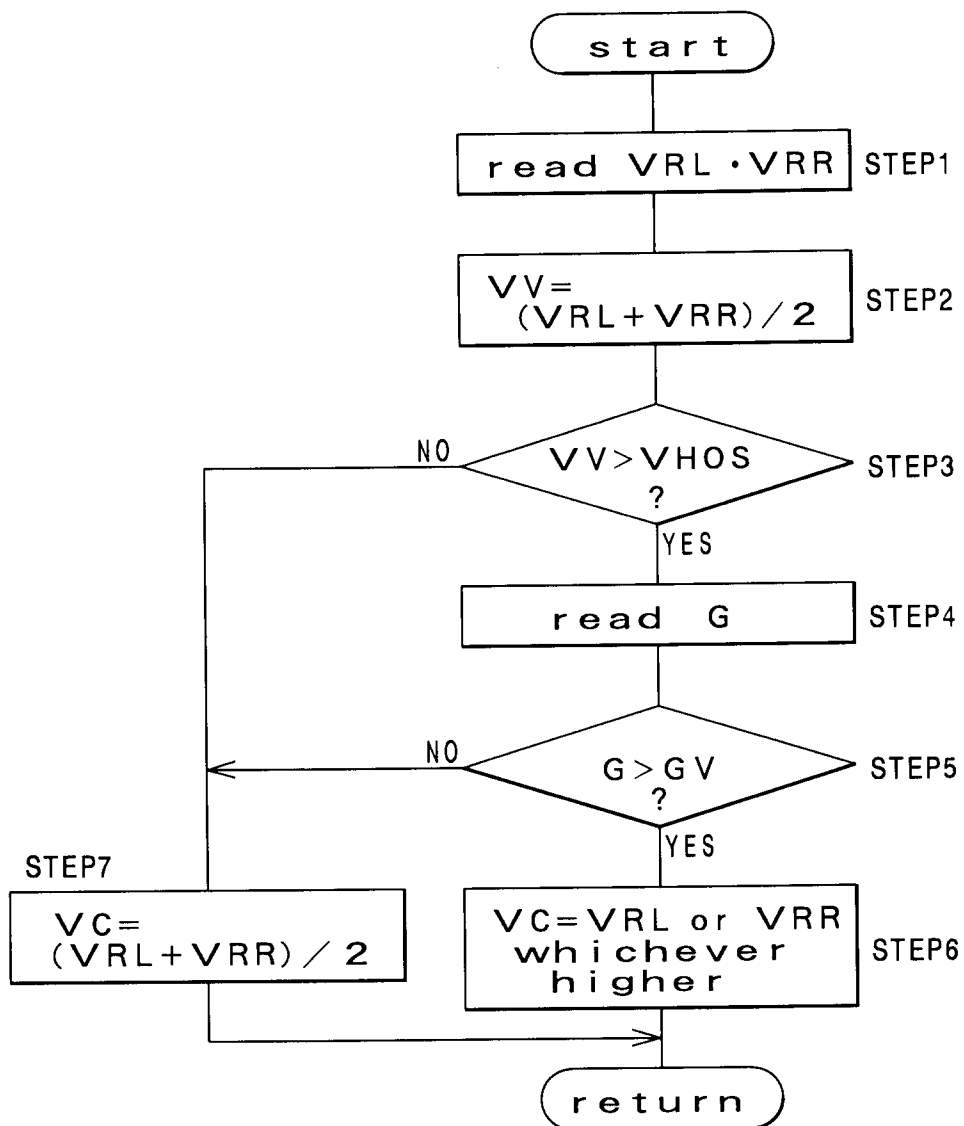 start
read VRL・VRR STEP1
VV=
(VRL+VRR)/2
STEP2
NO
VV>VHOS
?
STEP3
YES
read G STEP4
NO
G>GV
?
STEP5
YES
STEP7
VC=
(VRL+VRR)/2
VC=VRL or VRR
whichever
higher
STEP6
return